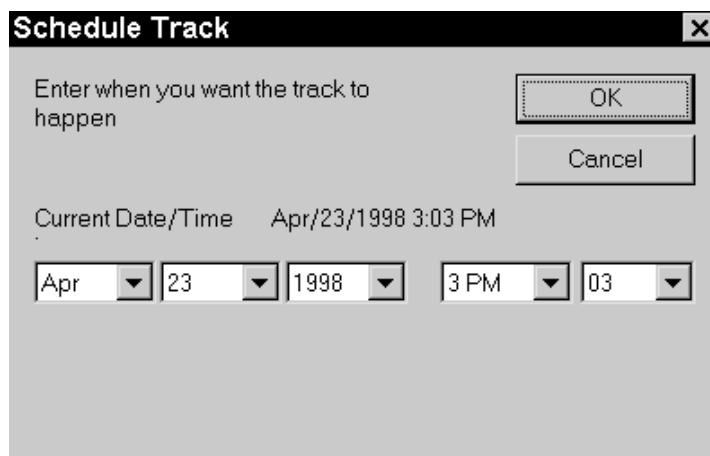 Schedule Track
Enter when you want the track to
happen
OK
Cancel
Current Date/Time Apr/23/1998 3:03 PM
Apr 23 1998 3 PM 03